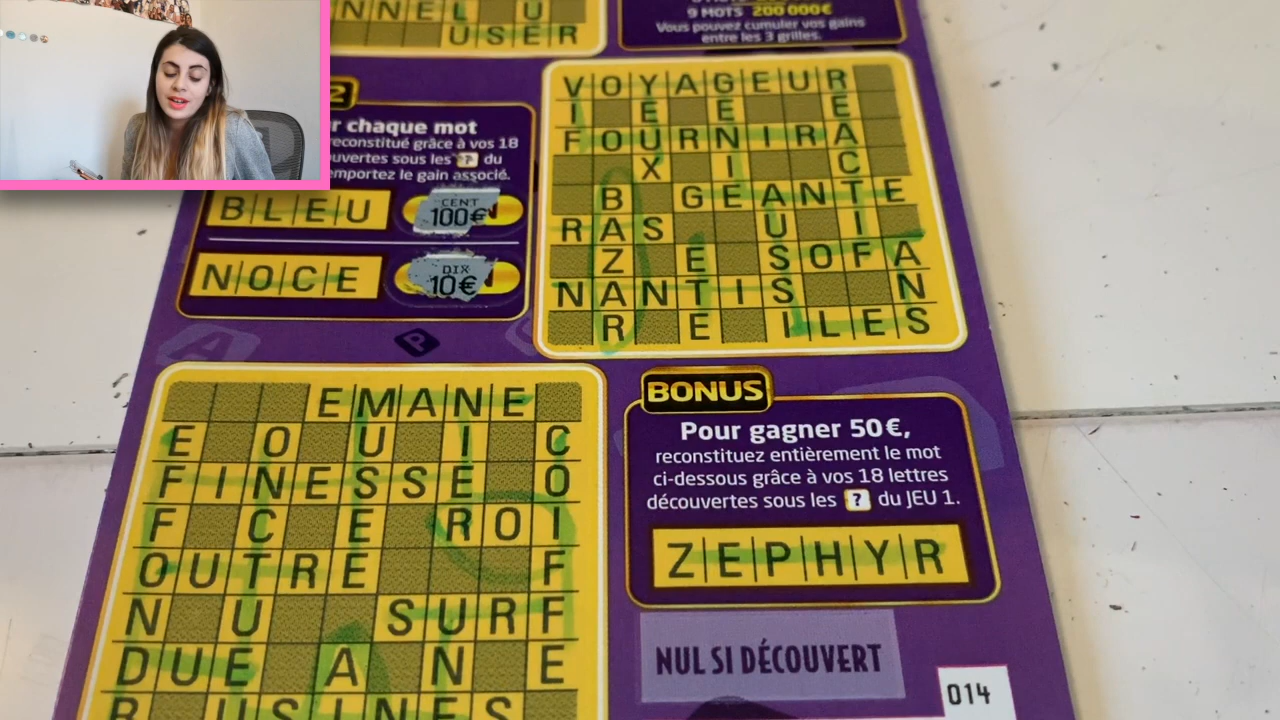 NNEL U
USER
9 MOTS 200 000€
Vous pouvez cumuler vos gains
entre les 3 grilles.
2
r chaque mot
reconstitué grâce à vos 18
uvertes sous les ? du
emportez le gain associé.
BLEU
CENT
100€
NOCE
DIX
10€
VOYAGEUR
I E E E
FOURNIRA
X I C
B GEANTE
RAS U I
Z E SOFA
NANTIS N
R E ILES
EMANE
E O U I C
FINESSE O
F C E ROI
OUTRE F
N U SURF
DUE A N E
R USINES
BONUS
Pour gagner 50€,
reconstituez entièrement le mot
ci-dessous grâce à vos 18 lettres
découvertes sous les ? du JEU 1.
ZEPHYR
NUL SI DÉCOUVERT
014